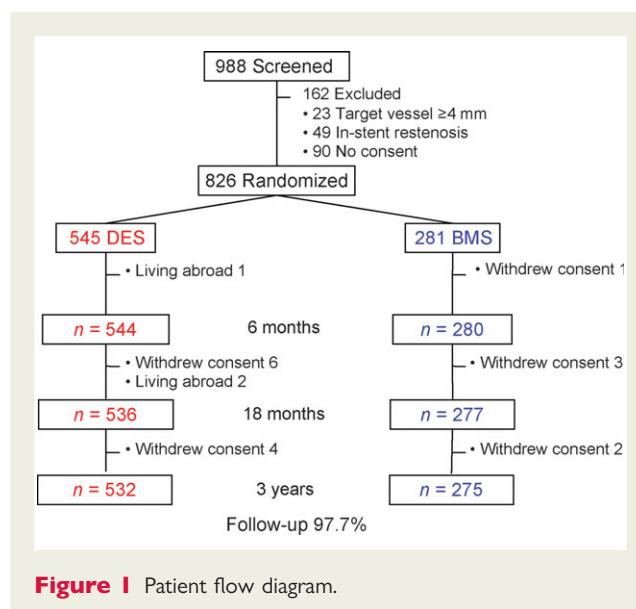 988 Screened
162 Excluded
• 23 Target vessel ≥4 mm
• 49 In-stent restenosis
• 90 No consent
826 Randomized
545 DES
281 BMS
• Living abroad 1
• Withdrew consent 1
n = 544
6 months
n = 280
• Withdrew consent 6
• Living abroad 2
• Withdrew consent 3
n = 536
18 months
n = 277
• Withdrew consent 4
• Withdrew consent 2
n = 532
3 years
n = 275
Follow-up 97.7%
Figure 1 Patient flow diagram.